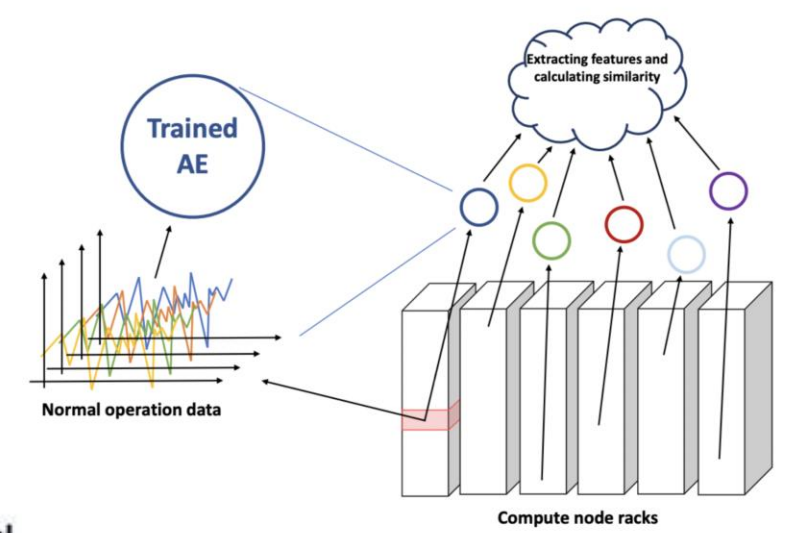 Extracting features and
calculating similarity
Trained
AE
Normal operation data
Compute node racks